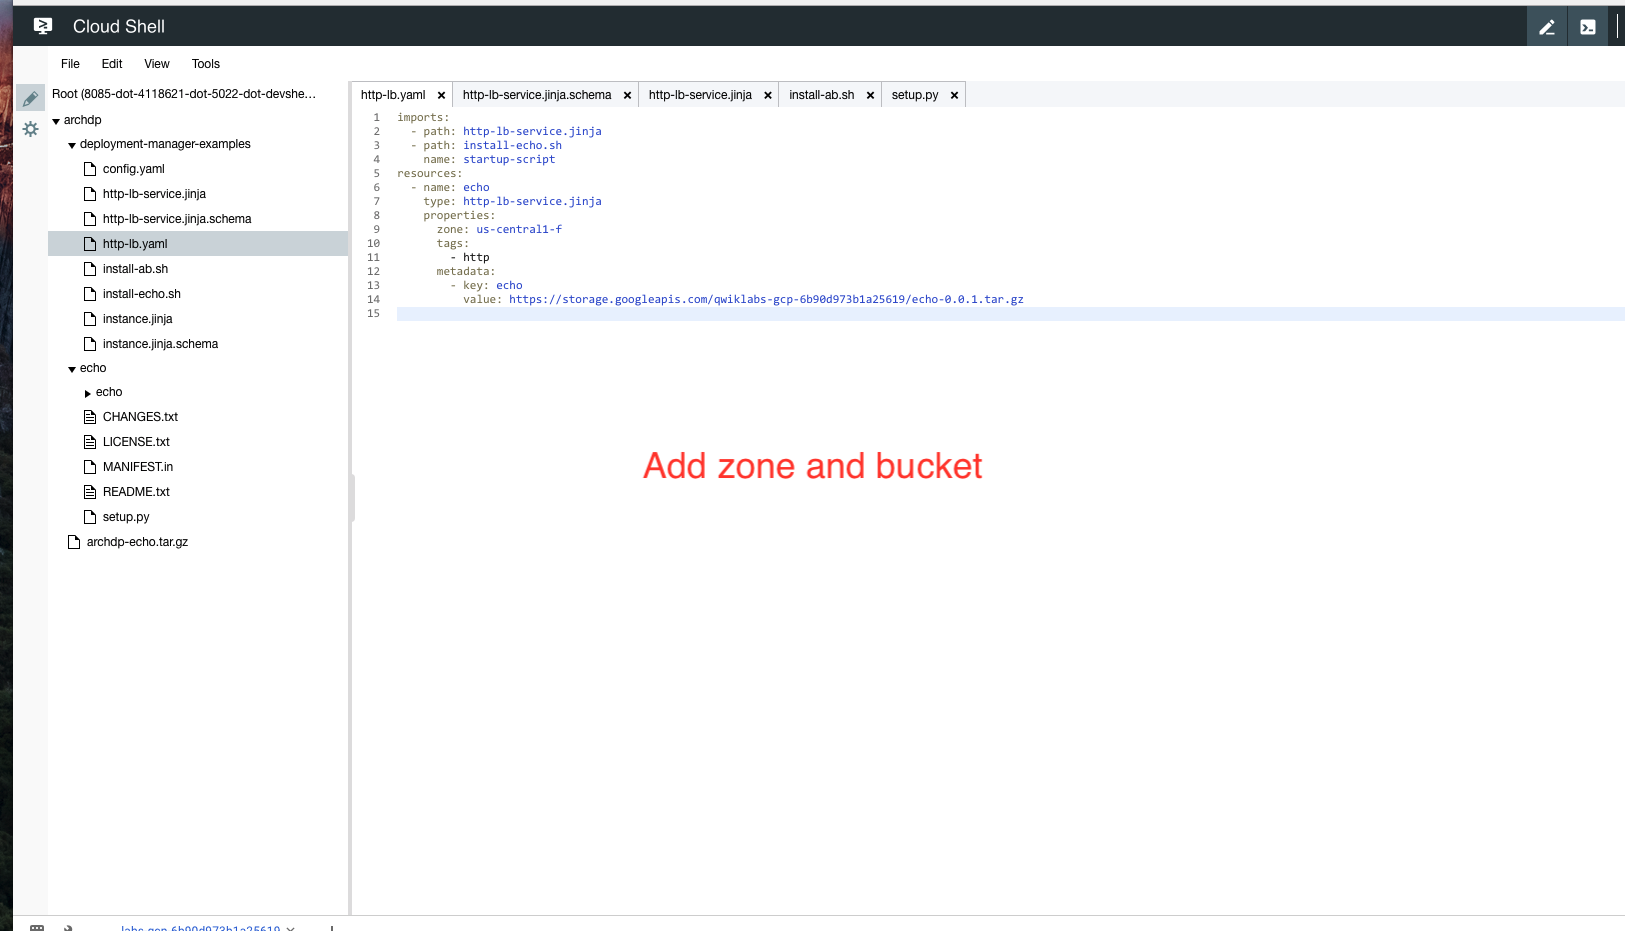 Cloud Shell
File Edit View Tools
Root (8085-dot-4118621-dot-5022-dot-devshe...
archdp
deployment-manager-examples
config.yaml
http-lb-service.jinja
http-lb-service.jinja.schema
http-lb.yaml
install-ab.sh
install-echo.sh
instance.jinja
instance.jinja.schema
echo
echo
CHANGES.txt
LICENSE.txt
MANIFEST.in
README.txt
setup.py
archdp-echo.tar.gz
http-lb.yaml × http-lb-service.jinja.schema × http-lb-service.jinja × install-ab.sh × setup.py ×
1 imports:
2 - path: http-lb-service.jinja
3 - path: install-echo.sh
4 name: startup-script
5 resources:
6 - name: echo
7 type: http-lb-service.jinja
8 properties:
9 zone: us-central1-f
10 tags:
11 - http
12 metadata:
13 - key: echo
14 value: https://storage.googleapis.com/qwiklabs-gcp-6b90d973b1a25619/echo-0.0.1.tar.gz
15
Add zone and bucket
labs-gcp-6b90d973b1a25619